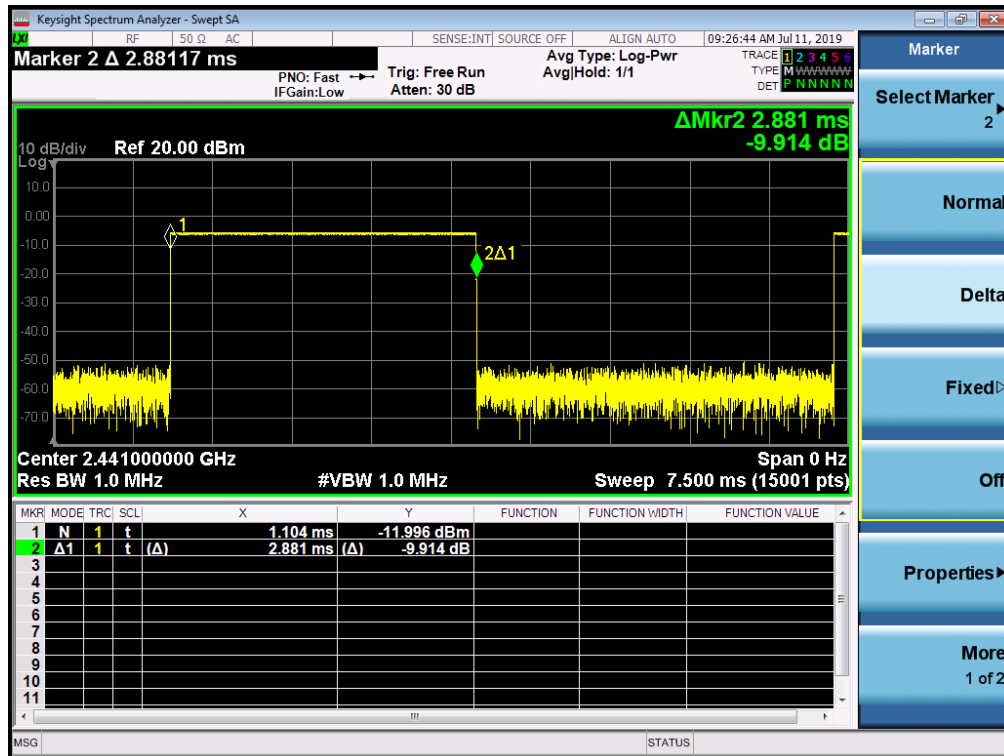 Keysight Spectrum Analyzer - Swept SA
LXI RF 50 Ω AC SENSE:INT SOURCE OFF ALIGN AUTO 09:26:44 AM Jul 11, 2019
Marker 2 Δ 2.88117 ms
PNO: Fast
IFGain:Low
Trig: Free Run
Atten: 30 dB
Avg Type: Log-Pwr
Avg|Hold: 1/1
TRACE 1 2 3 4 5 6
TYPE M W W W W W
DET P N N N N N
ΔMkr2 2.881 ms
-9.914 dB
10 dB/div Ref 20.00 dBm
Log
10.0
0.00
-10.0
-20.0
-30.0
-40.0
-50.0
-60.0
-70.0
1
2Δ1
Center 2.441000000 GHz Span 0 Hz
Res BW 1.0 MHz #VBW 1.0 MHz Sweep 7.500 ms (15001 pts)
MKR MODE TRC SCL X Y FUNCTION FUNCTION WIDTH FUNCTION VALUE
1 N 1 t 1.104 ms -11.996 dBm
2 Δ1 1 t (Δ) 2.881 ms (Δ) -9.914 dB
3
4
5
6
7
8
9
10
11
MSG STATUS
Marker
Select Marker
2
Normal
Delta
Fixed
Off
Properties
More
1 of 2